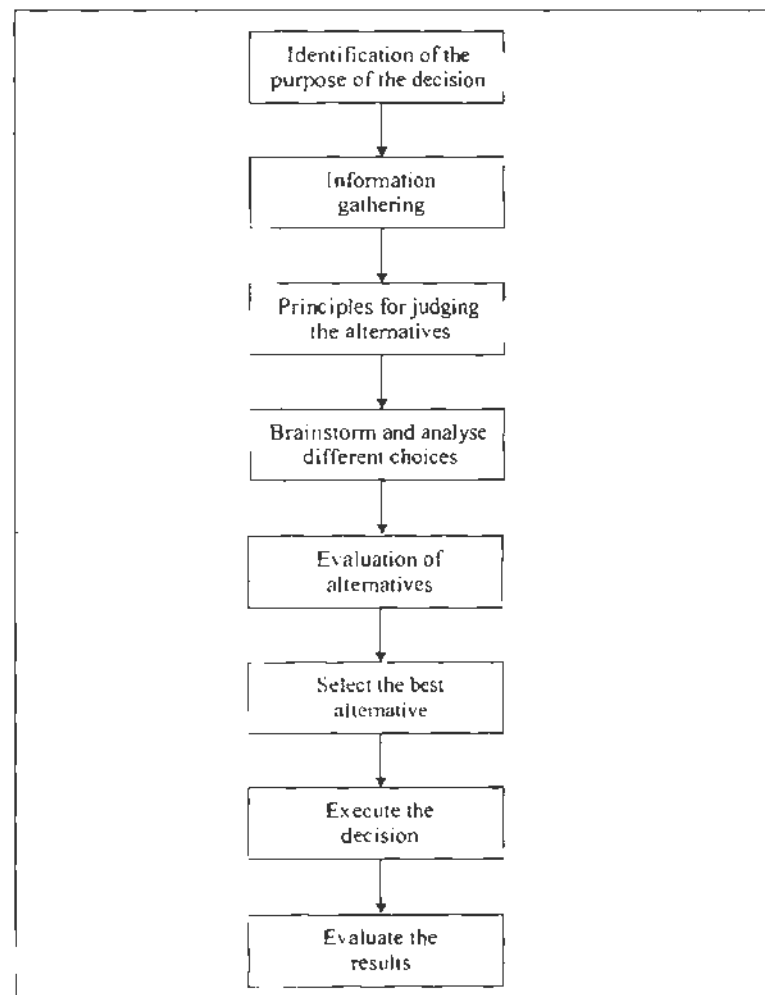 Identification of the
purpose of the decision
Information
gathering
Principles for judging
the alternatives
Brainstorm and analyse
different choices
Evaluation of
alternatives
Select the best
alternative
Execute the
decision
Evaluate the
results